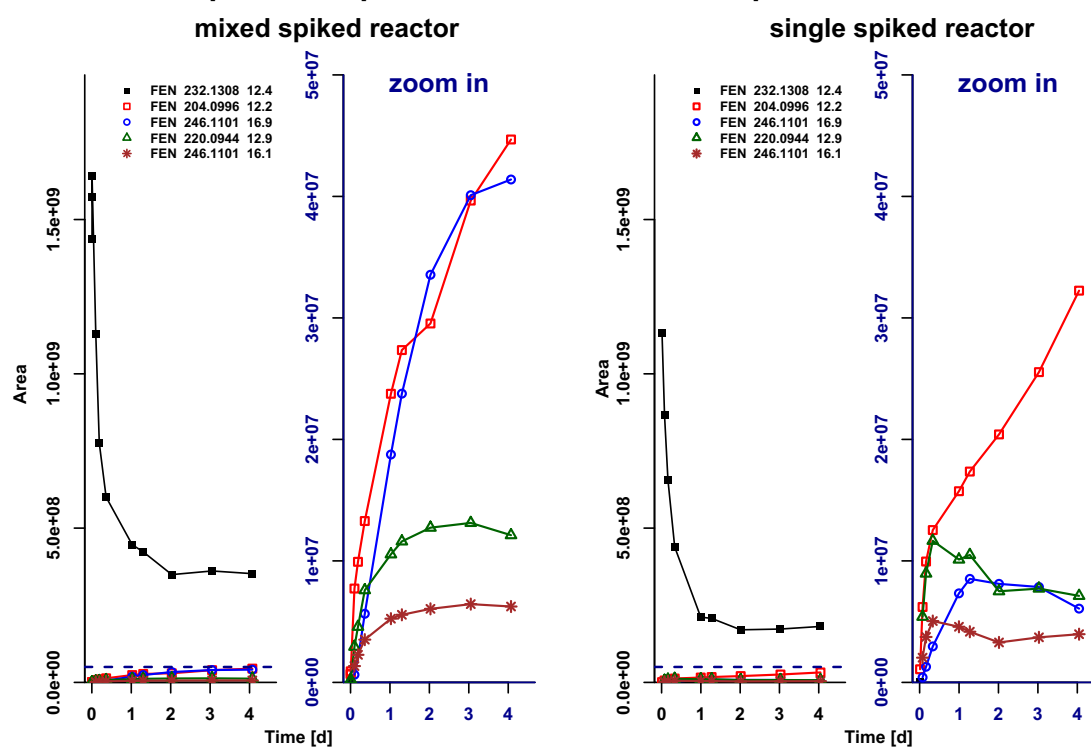 mixed spiked reactor
single spiked reactor
zoom in
zoom in
FEN 232.1308 12.4
FEN 204.0996 12.2
FEN 246.1101 16.9
FEN 220.0944 12.9
FEN 246.1101 16.1
FEN 232.1308 12.4
FEN 204.0996 12.2
FEN 246.1101 16.9
FEN 220.0944 12.9
FEN 246.1101 16.1
Area
0.0e+00 5.0e+08 1.0e+09 1.5e+09
0e+00 1e+07 2e+07 3e+07 4e+07 5e+07
Area
0.0e+00 5.0e+08 1.0e+09 1.5e+09
0e+00 1e+07 2e+07 3e+07 4e+07 5e+07
0 1 2 3 4
0 1 2 3 4
0 1 2 3 4
0 1 2 3 4
Time [d]
Time [d]